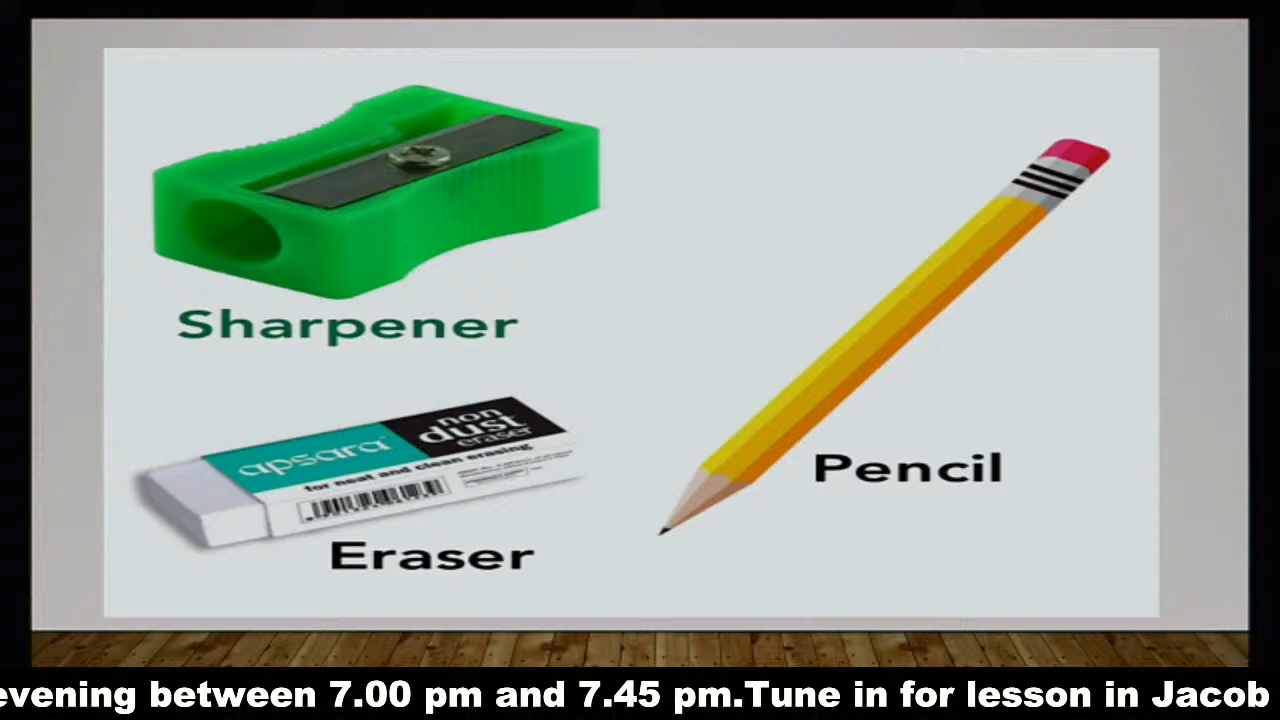 Sharpener
apsara
non
dust
eraser
for neat and clean erasing
Pencil
Eraser
evening between 7.00 pm and 7.45 pm.Tune in for lesson in Jacob